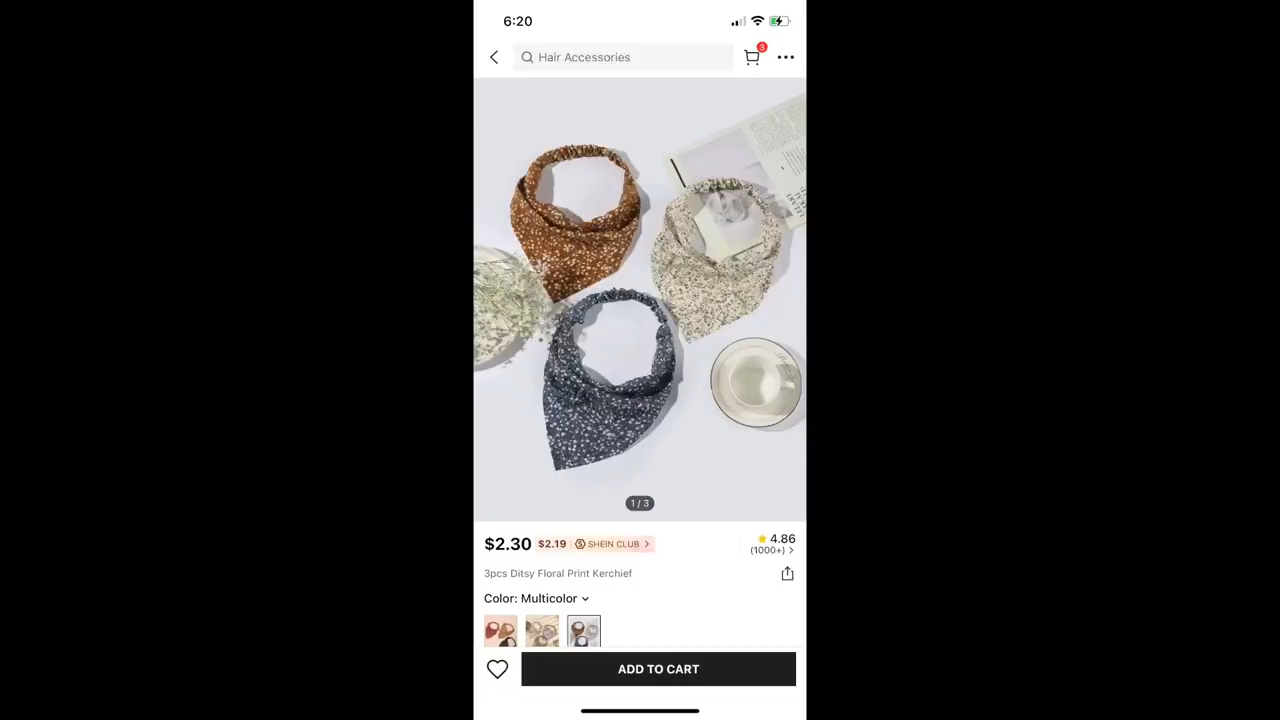 6:20
Hair Accessories
3
1 / 3
$2.30 $2.19 S SHEIN CLUB >
4.86
(1000+) >
3pcs Ditsy Floral Print Kerchief
Color: Multicolor
ADD TO CART